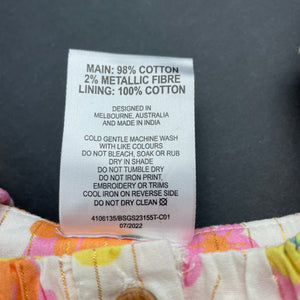 MAIN: 98% COTTON
2% METALLIC FIBRE
LINING: 100% COTTON
DESIGNED IN
MELBOURNE, AUSTRALIA
AND MADE IN INDIA
COLD GENTLE MACHINE WASH
WITH LIKE COLOURS
DO NOT BLEACH, SOAK OR RUB
DRY IN SHADE
DO NOT TUMBLE DRY
DO NOT IRON PRINT,
EMBROIDERY OR TRIMS
COOL IRON ON REVERSE SIDE
DO NOT DRY CLEAN
4106135/BSGS23155T-C01
07/2022